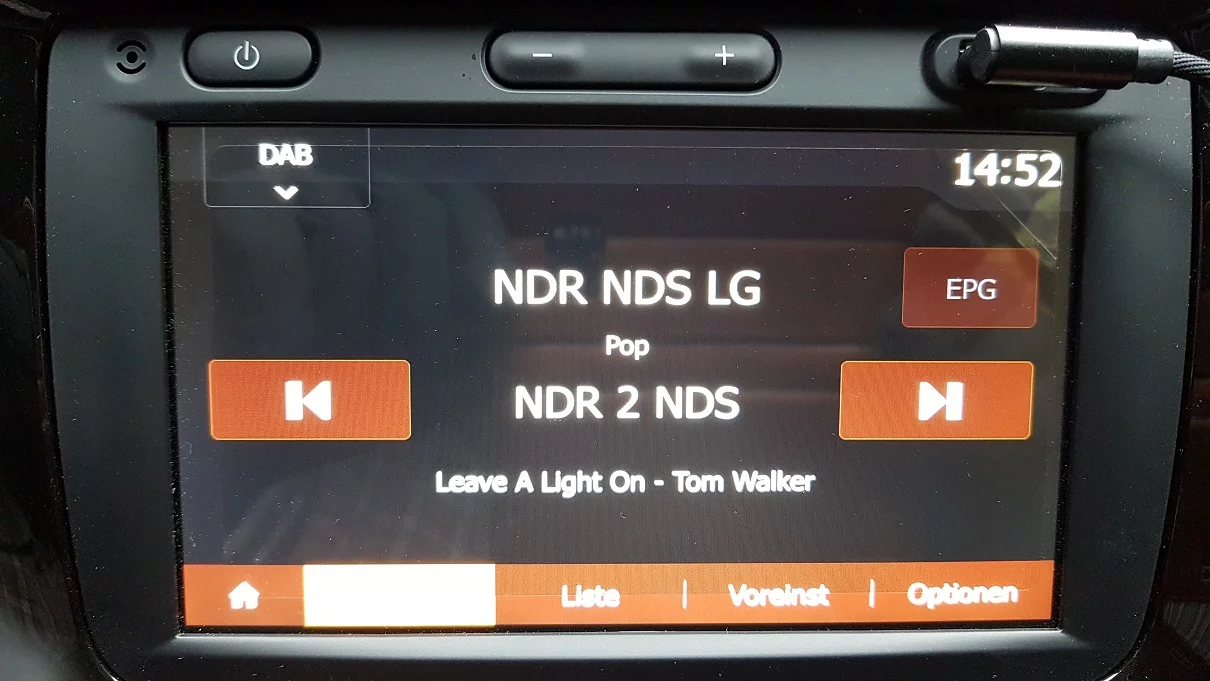 DAB
14:52
NDR NDS LG
EPG
Pop
NDR 2 NDS
Leave A Light On - Tom Walker
Liste | Voreinst | Optionen